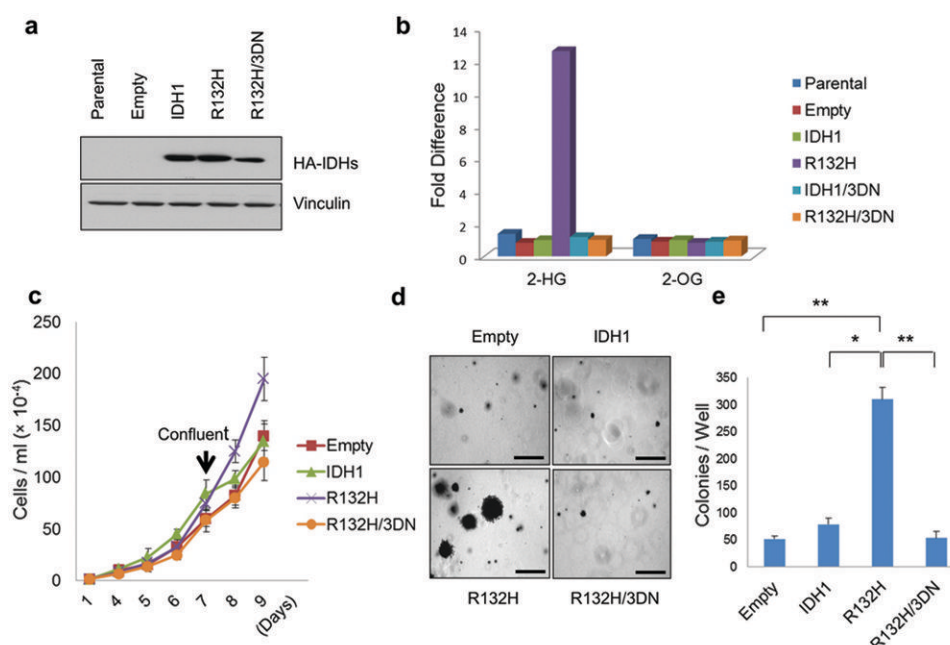 a
Parental
Empty
IDH1
R132H
R132H/3DN
HA-IDHs
Vinculin
b
Fold Difference
14
12
10
8
6
4
2
0
2-HG
2-OG
Parental
Empty
IDH1
R132H
IDH1/3DN
R132H/3DN
c
Cells / ml (× 10⁻⁴)
250
200
150
100
50
0
Confluent
1
4
5
6
7
8
9
(Days)
Empty
IDH1
R132H
R132H/3DN
d
Empty
IDH1
R132H
R132H/3DN
e
**
*
**
Colonies / Well
350
300
250
200
150
100
50
0
Empty
IDH1
R132H
R132H/3DN